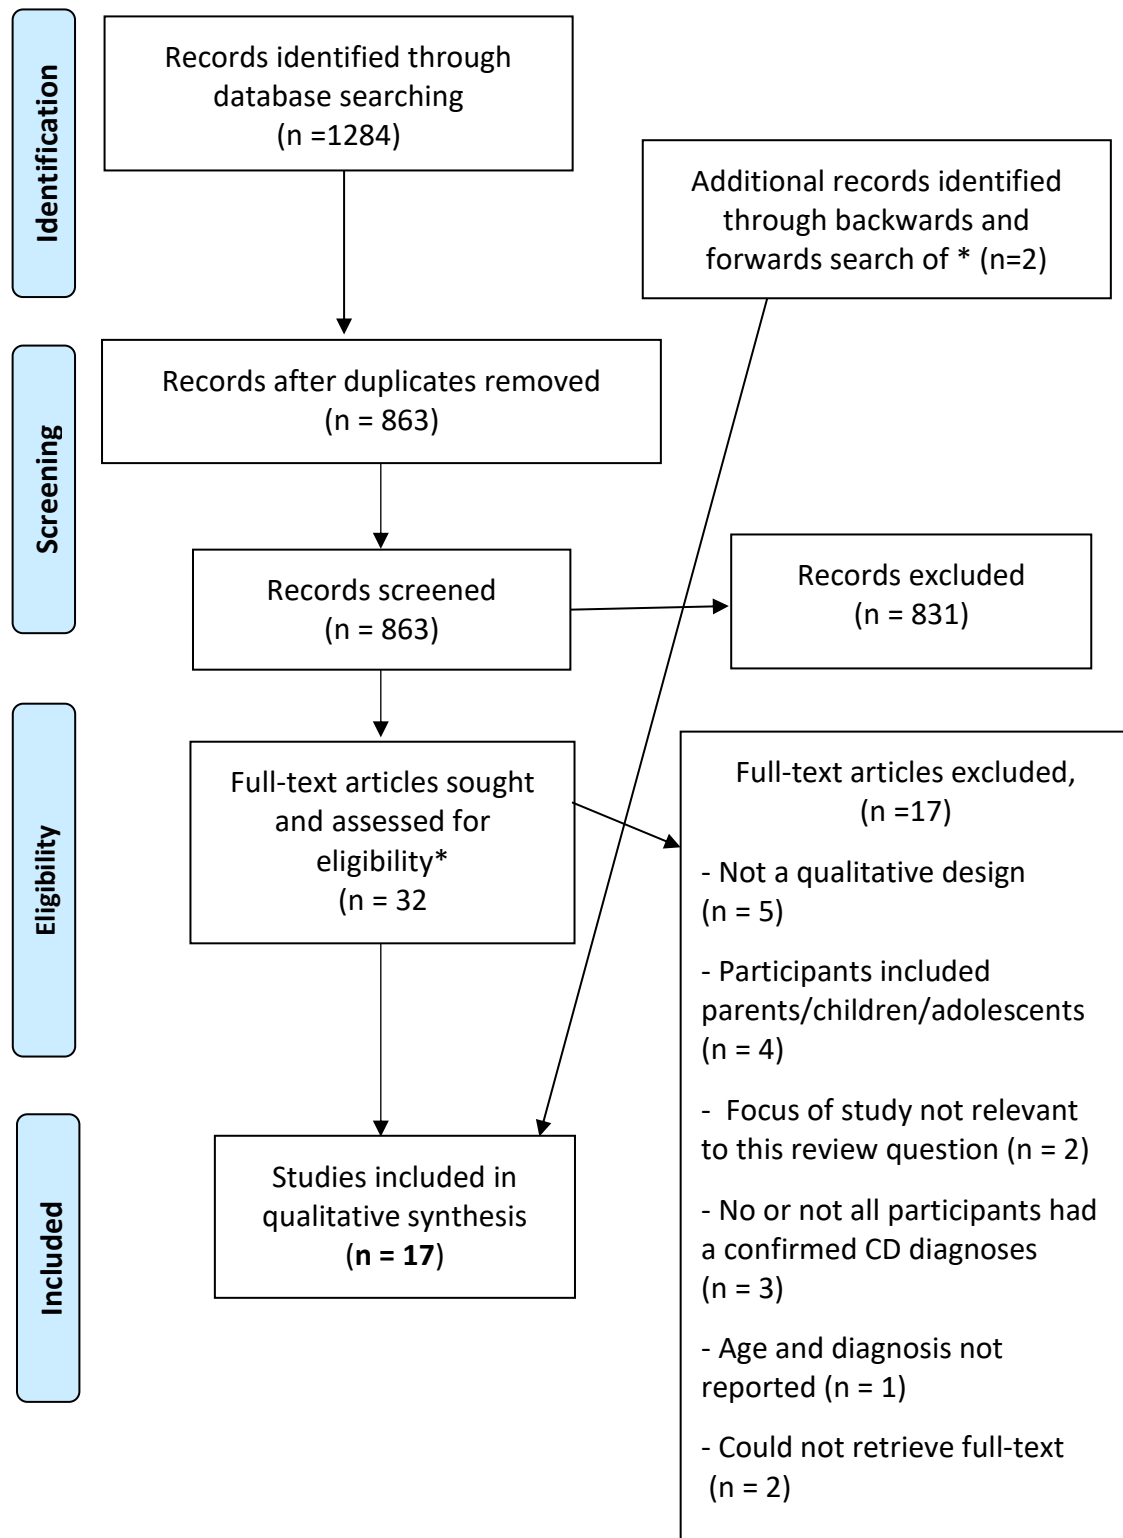 Identification
Records identified through
database searching
(n =1284)
Additional records identified
through backwards and
forwards search of * (n=2)
Screening
Records after duplicates removed
(n = 863)
Records screened
(n = 863)
Records excluded
(n = 831)
Eligibility
Full-text articles sought
and assessed for
eligibility*
(n = 32
Full-text articles excluded,
(n =17)
- Not a qualitative design
(n = 5)
- Participants included
parents/children/adolescents
(n = 4)
- Focus of study not relevant
to this review question (n = 2)
- No or not all participants had
a confirmed CD diagnoses
(n = 3)
- Age and diagnosis not
reported (n = 1)
- Could not retrieve full-text
(n = 2)
Included
Studies included in
qualitative synthesis
(n = 17)